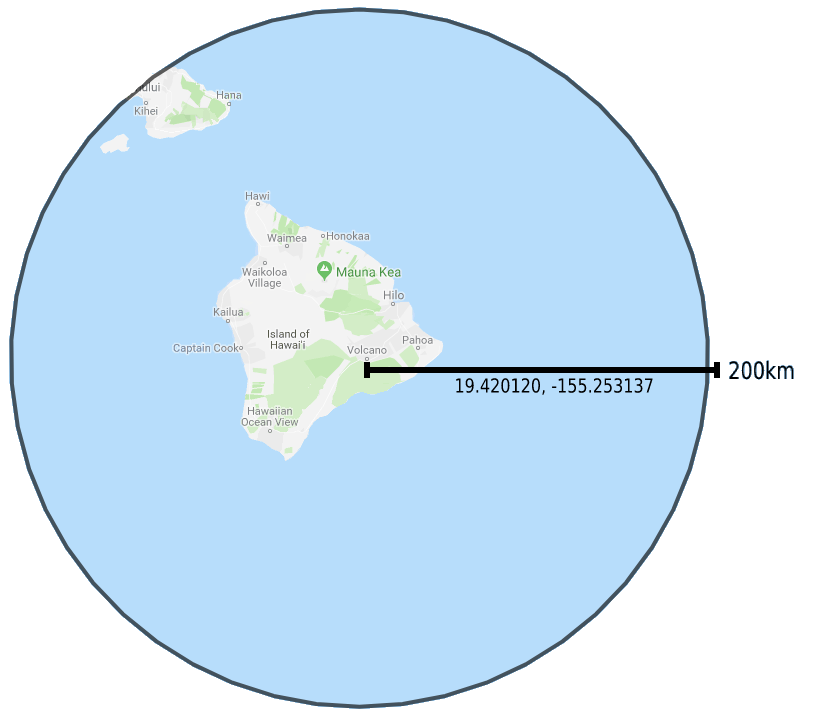 ului
Hana
Kihei
Hawi
Waimea
Honokaa
Waikoloa
Village
Mauna Kea
Hilo
Kailua
Island of
Hawai'i
Pahoa
Captain Cook
Volcano
200km
19.420120, -155.253137
Hawaiian
Ocean View